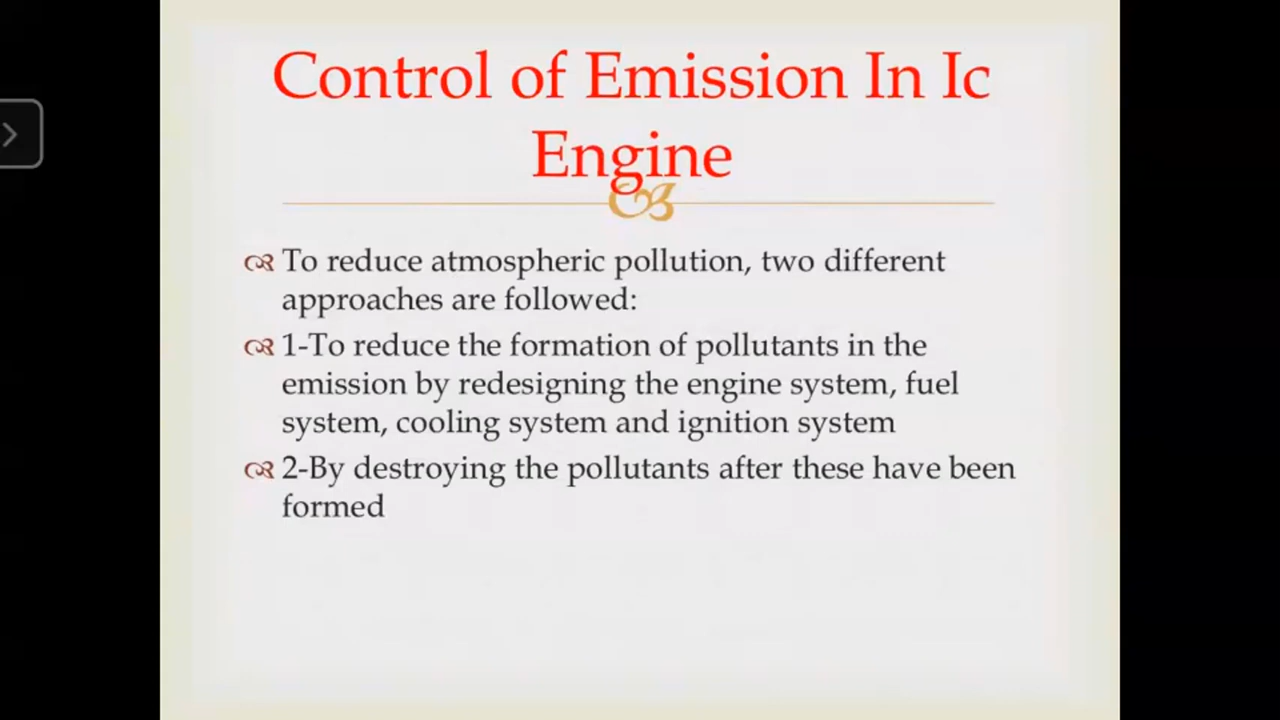 Control of Emission In Ic
Engine
To reduce atmospheric pollution, two different
approaches are followed:
1-To reduce the formation of pollutants in the
emission by redesigning the engine system, fuel
system, cooling system and ignition system
2-By destroying the pollutants after these have been
formed